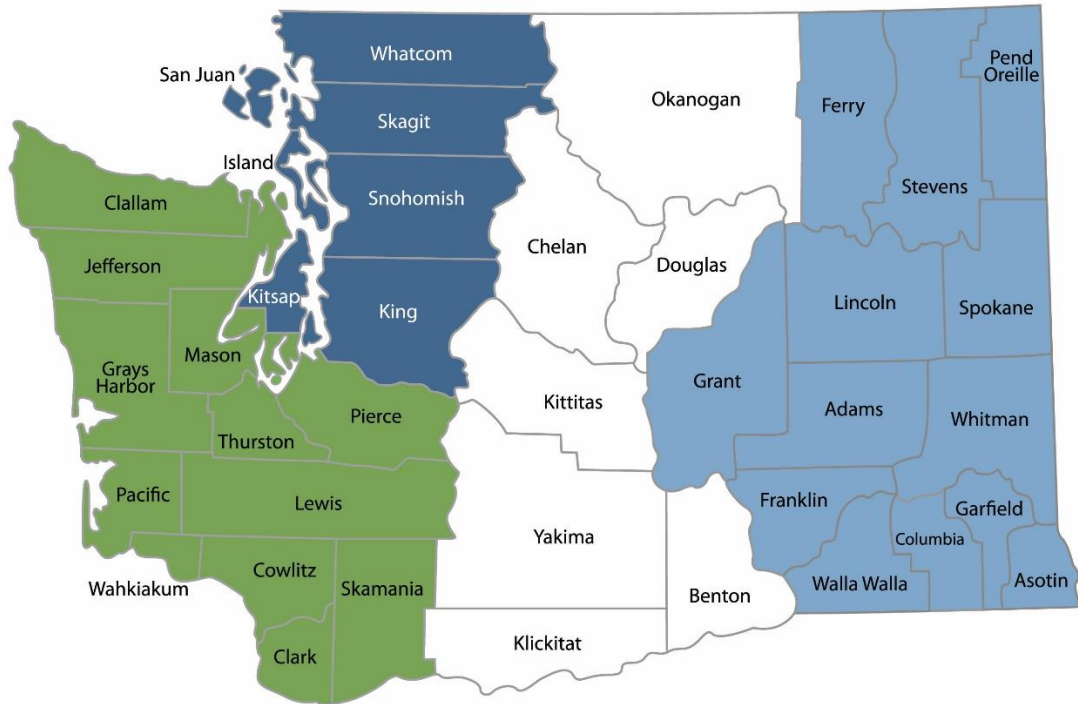 Whatcom
San Juan
Pend
Oreille
Okanogan
Ferry
Skagit
Island
Stevens
Snohomish
Clallam
Chelan
Jefferson
Douglas
Kitsap
Lincoln
Spokane
King
Mason
Grays
Harbor
Grant
Kittitas
Adams
Whitman
Pierce
Thurston
Pacific
Lewis
Franklin
Garfield
Yakima
Columbia
Cowlitz
Wahkiakum
Skamania
Walla Walla
Asotin
Benton
Klickitat
Clark